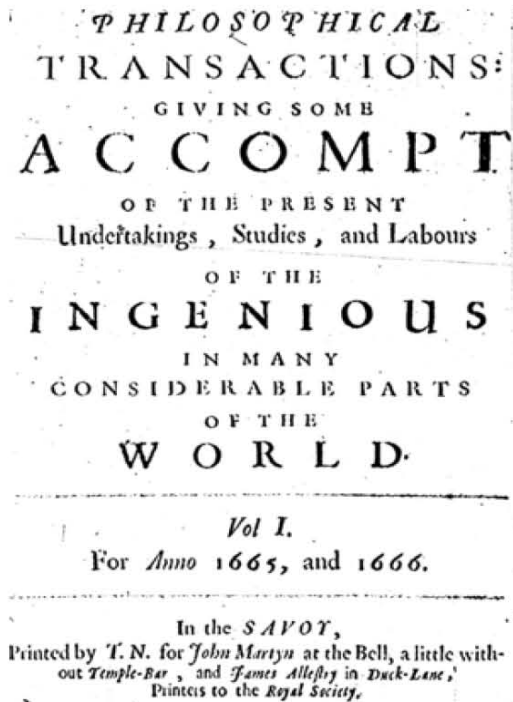 PHILOSOPHICAL
TRANSACTIONS:
GIVING SOME
ACCOMPT
OF THE PRESENT
Undertakings, Studies, and Labours
OF THE
INGENIOUS
IN MANY
CONSIDERABLE PARTS
OF THE
WORLD.
Vol I.
For Anno 1665, and 1666.
In the SAVOY,
Printed by T. N. for John Martyn at the Bell, a little with-
out Temple-Bar, and James Allestry in Duck-Lane,
Printers to the Royal Society.